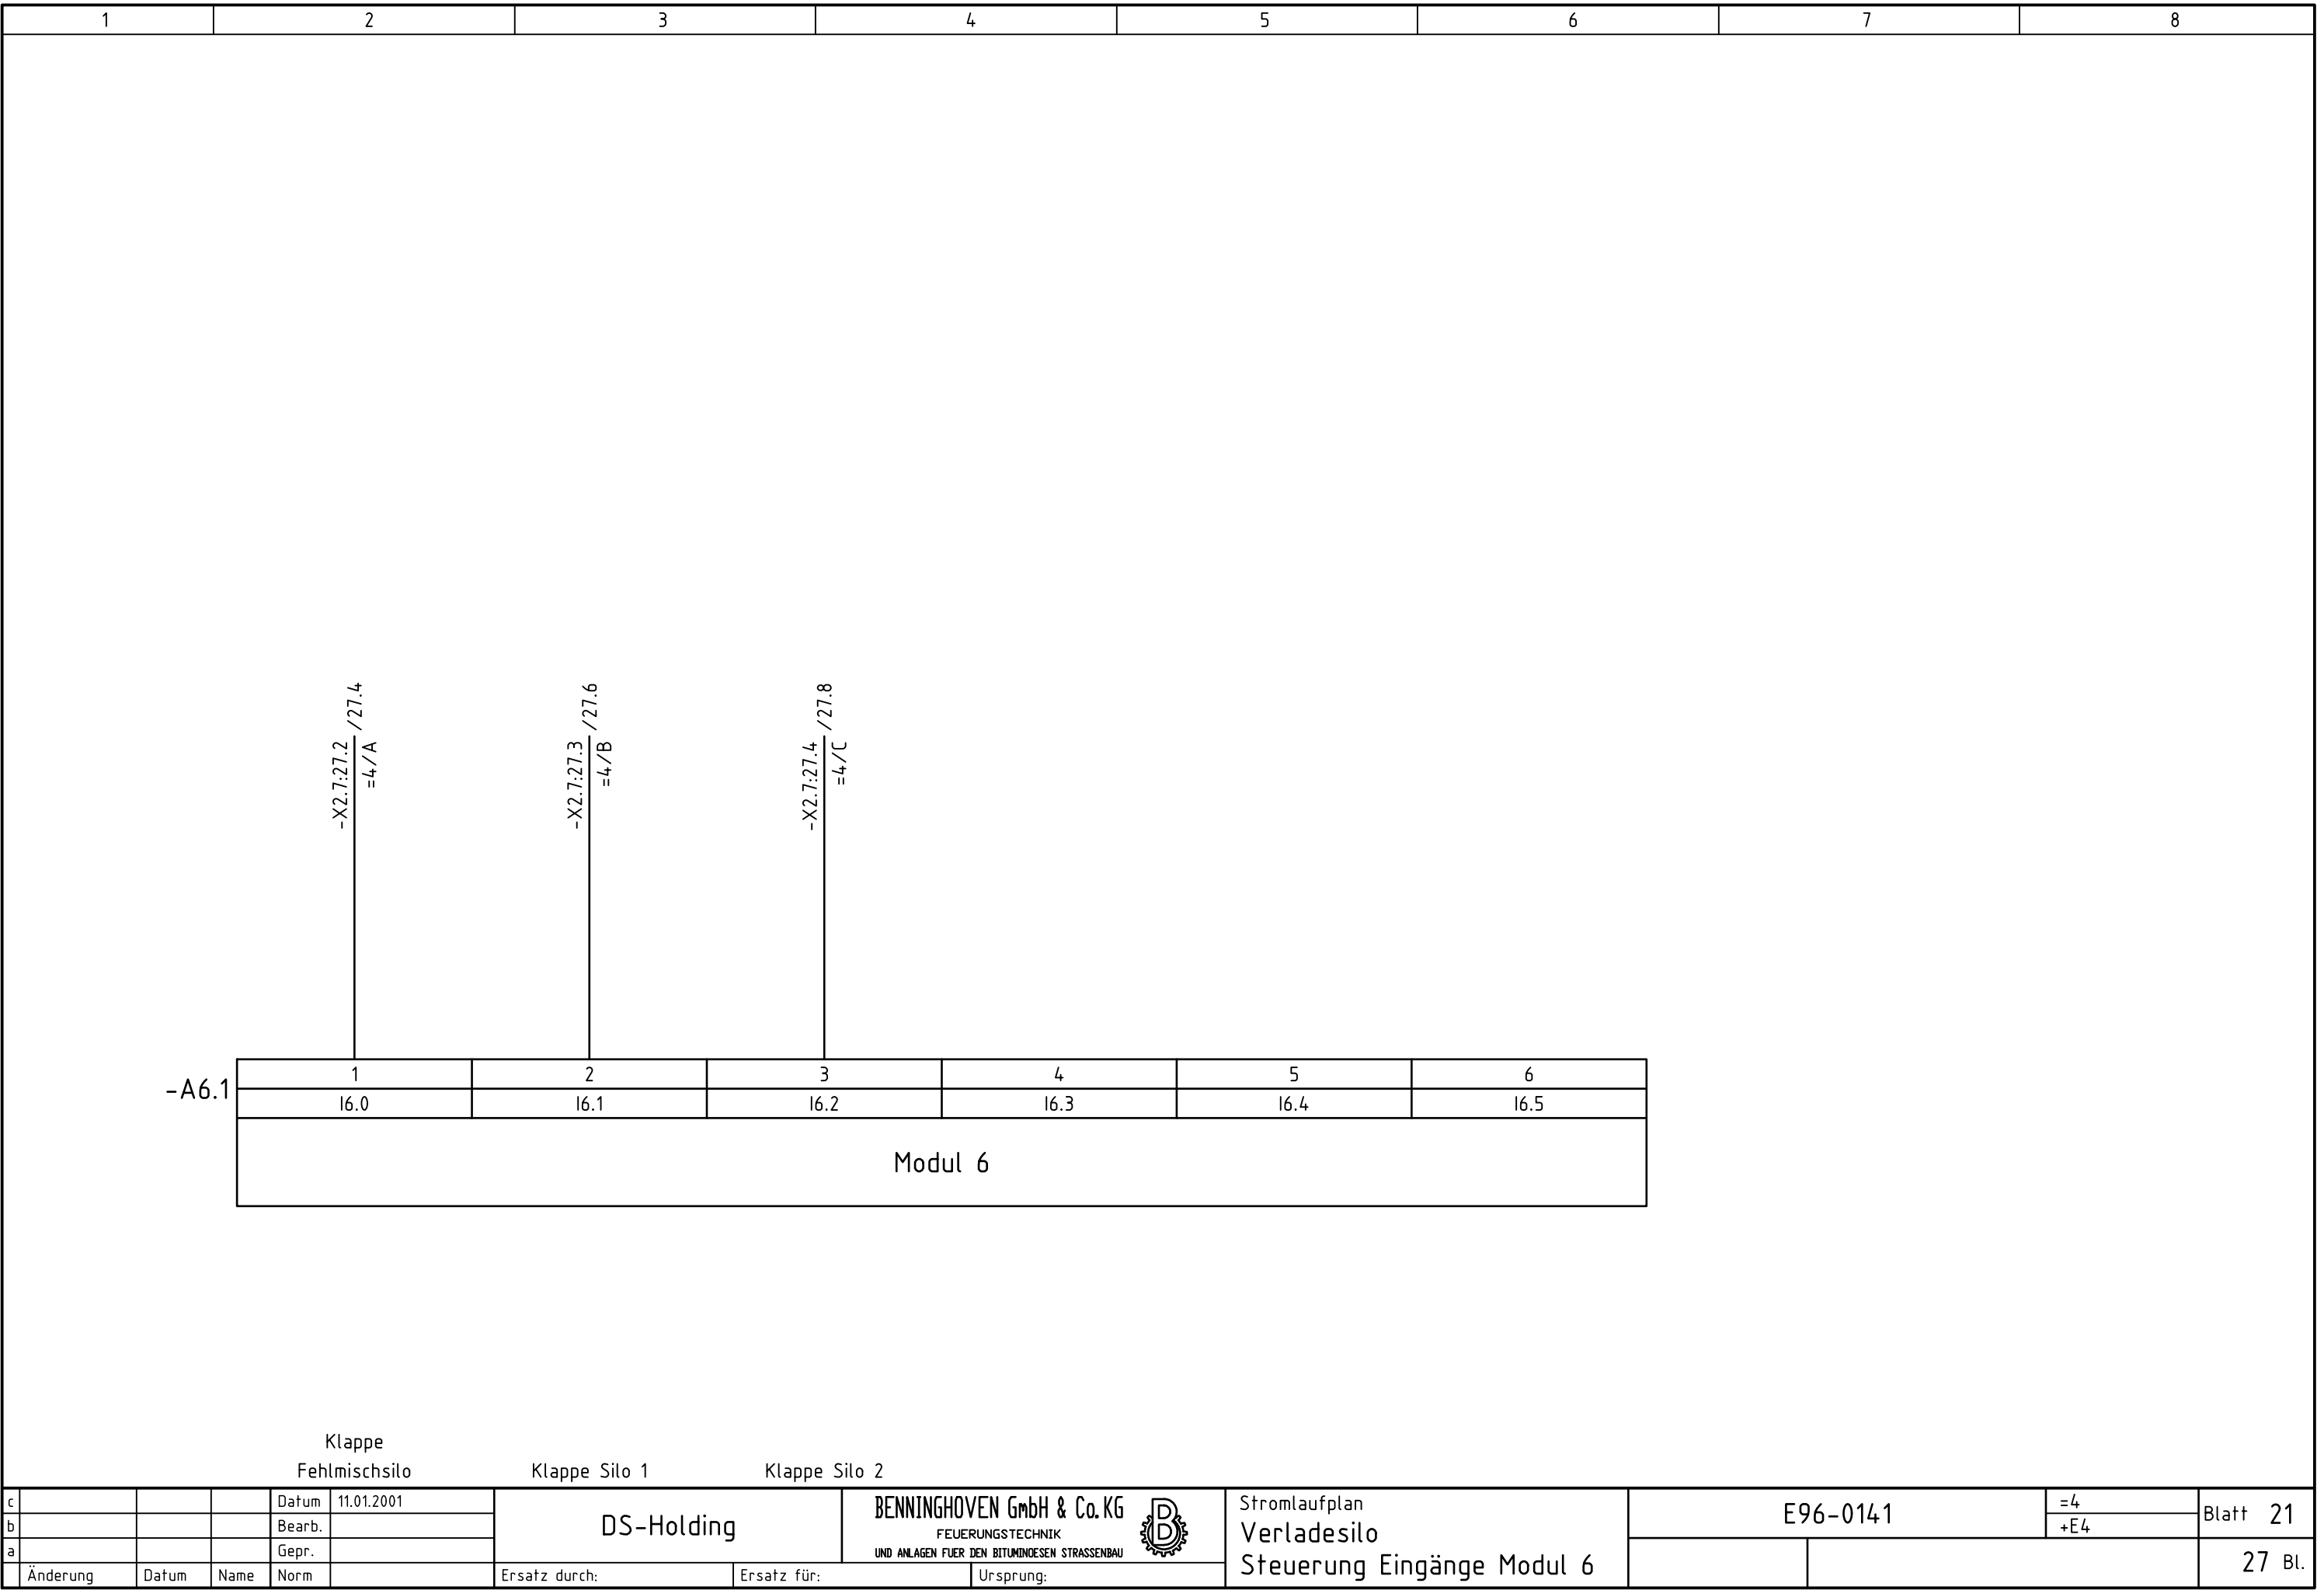 1 2 3 4 5 6 7 8
/27.4 /27.6 /27.8
-X2.7:27.2 =4/A -X2.7:27.3 =4/B -X2.7:27.4 =4/C
1 2 3 4 5 6
-A6.1
I6.0 I6.1 I6.2 I6.3 I6.4 I6.5
Modul 6
Klappe
Fehlmischsilo Klappe Silo 1 Klappe Silo 2
c Datum 11.01.2001
b Bearb.
a Gepr.
Änderung Datum Name Norm
DS-Holding
Ersatz durch: Ersatz für: Ursprung:
BENNINGHOVEN GmbH & Co.KG
FEUERUNGSTECHNIK
UND ANLAGEN FUER DEN BITUMINOESEN STRASSENBAU
B
Stromlaufplan
Verladesilo
Steuerung Eingänge Modul 6
E96-0141
=4
+E4
Blatt 21
27 Bl.